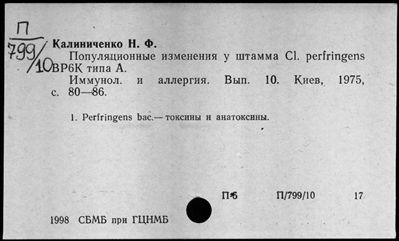 П
799/10
Калиниченко Н. Ф.
Популяционные изменения у штамма Cl. perfringens
ВР6К типа А.
Иммунол. и аллергия. Вып. 10. Киев, 1975,
с. 80—86.
1. Perfringens bac.— токсины и анатоксины.
П•6 П/799/10 17
1998 СБМБ при ГЦНМБ